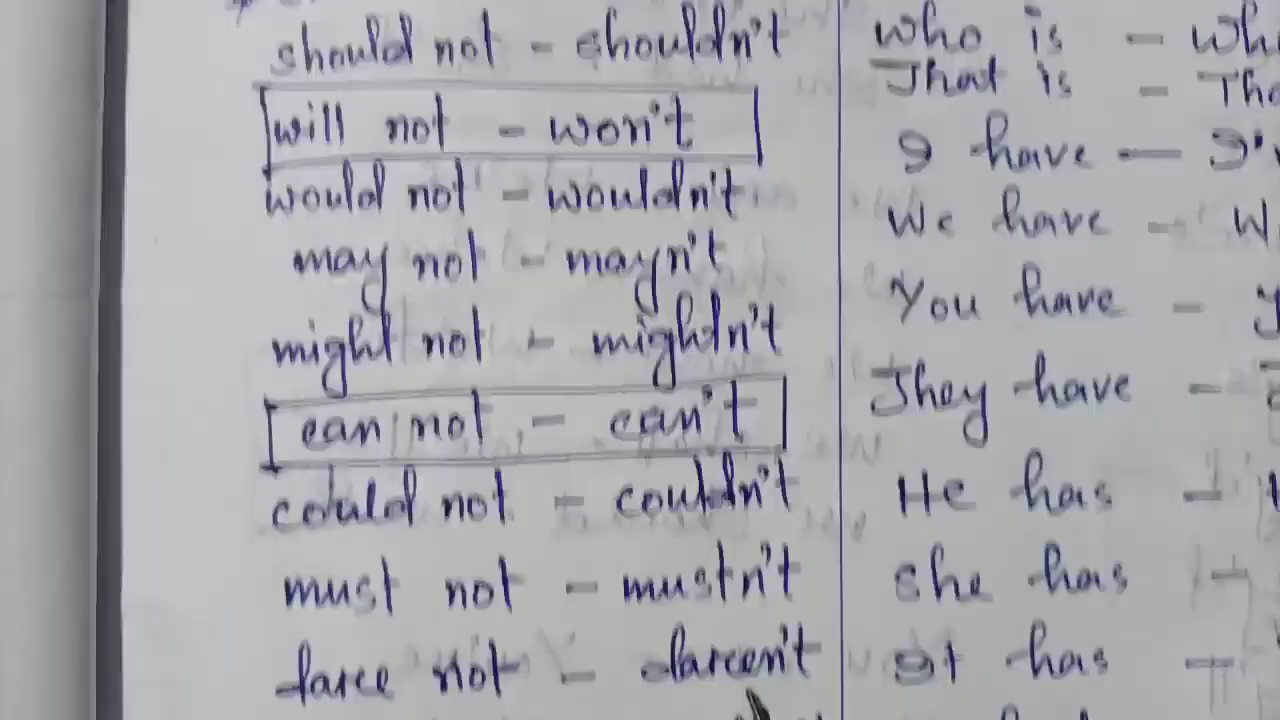 should not - shouldn't
will not - won't
would not - wouldn't
may not - mayn't
might not - mightn't
can not - can't
could not - couldn't
must not - mustn't
dare not - daren't
Who is -
That is -
I have -
We have -
You have -
They have -
He has -
She has -
It has -